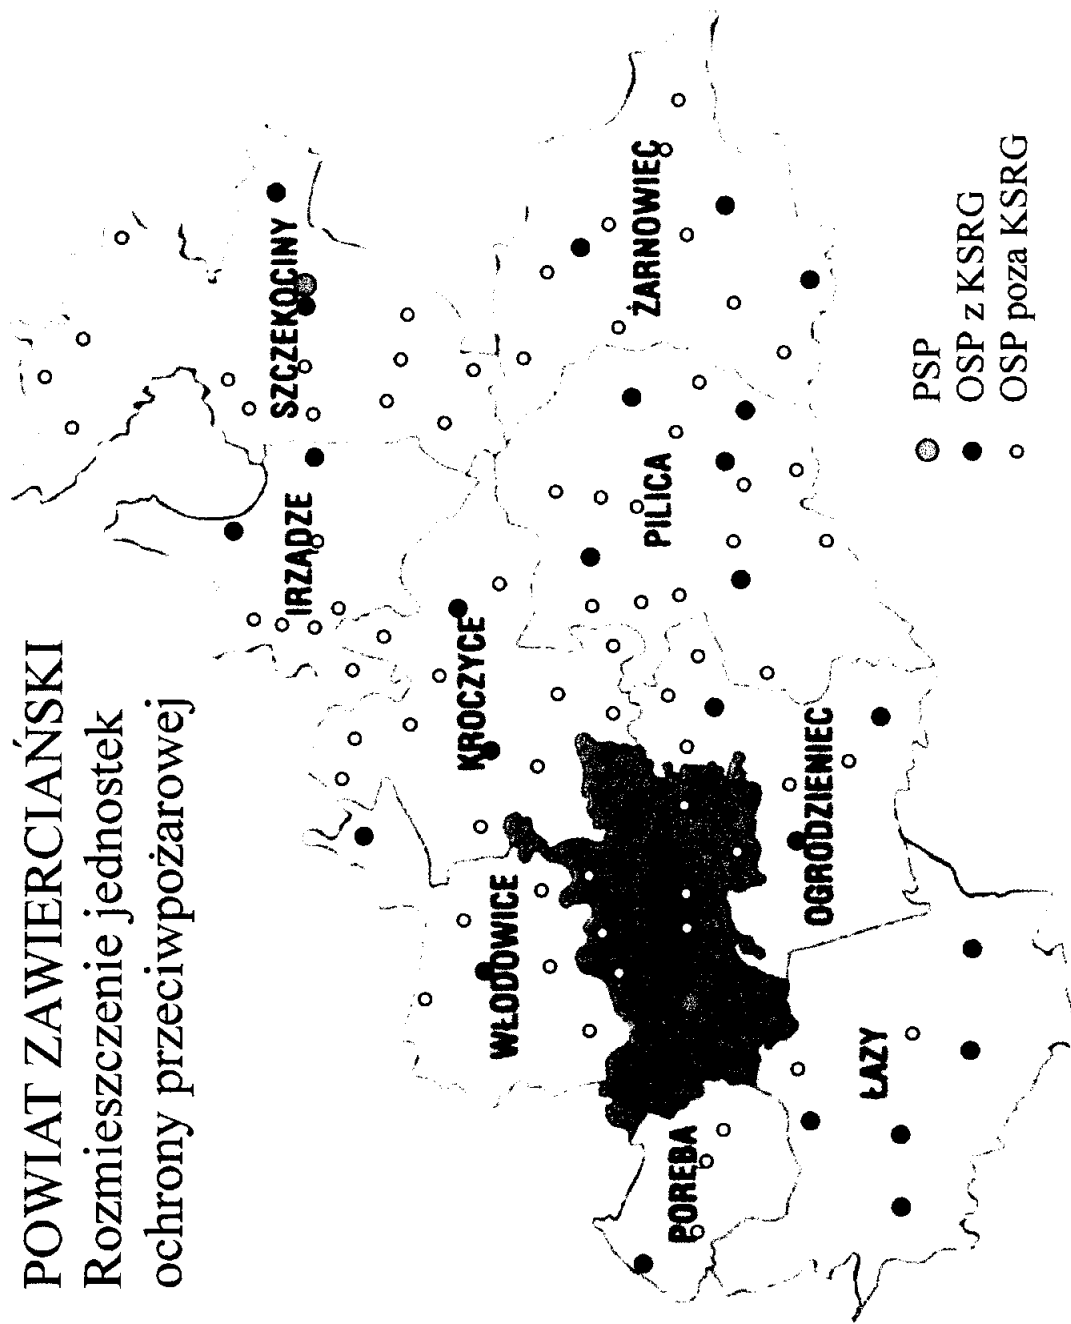 POWIAT ZAWIERCIAŃSKI
Rozmieszczenie jednostek
ochrony przeciwpożarowej
SZCZEKOCINY
IRZĄDZE
ŻARNOWIEC
PILICA
KROCZYCE
WŁODOWICE
OGRODZIENIEC
PORĘBA
ŁAZY
PSP
OSP z KSRG
OSP poza KSRG